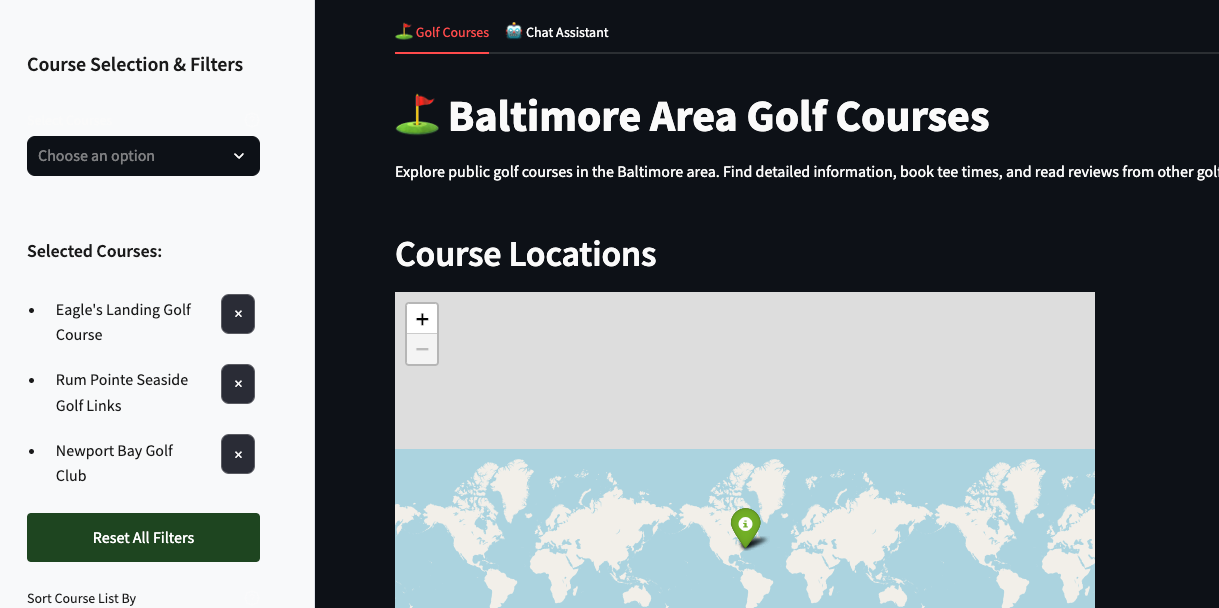 Course Selection & Filters
Choose an option
Selected Courses:
Eagle's Landing Golf
Course
×
Rum Pointe Seaside
Golf Links
×
Newport Bay Golf
Club
×
Reset All Filters
Sort Course List By
Golf Courses
Chat Assistant
Baltimore Area Golf Courses
Explore public golf courses in the Baltimore area. Find detailed information, book tee times, and read reviews from other
Course Locations
+
−